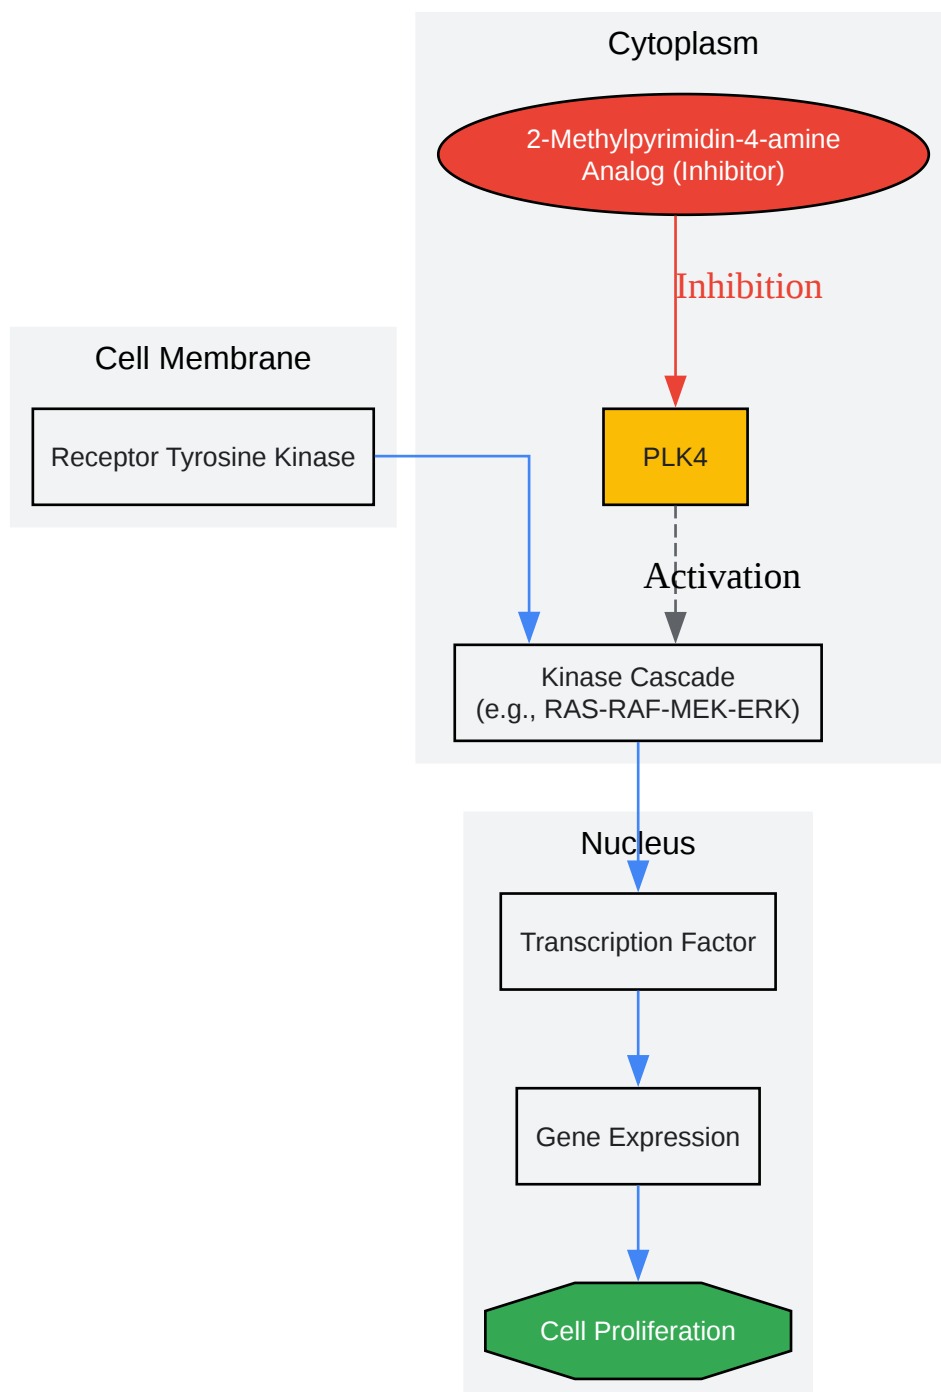 Cytoplasm
2-Methylpyrimidin-4-amine
Analog (Inhibitor)
Inhibition
Cell Membrane
Receptor Tyrosine Kinase
PLK4
Activation
Kinase Cascade
(e.g., RAS-RAF-MEK-ERK)
Nucleus
Transcription Factor
Gene Expression
Cell Proliferation